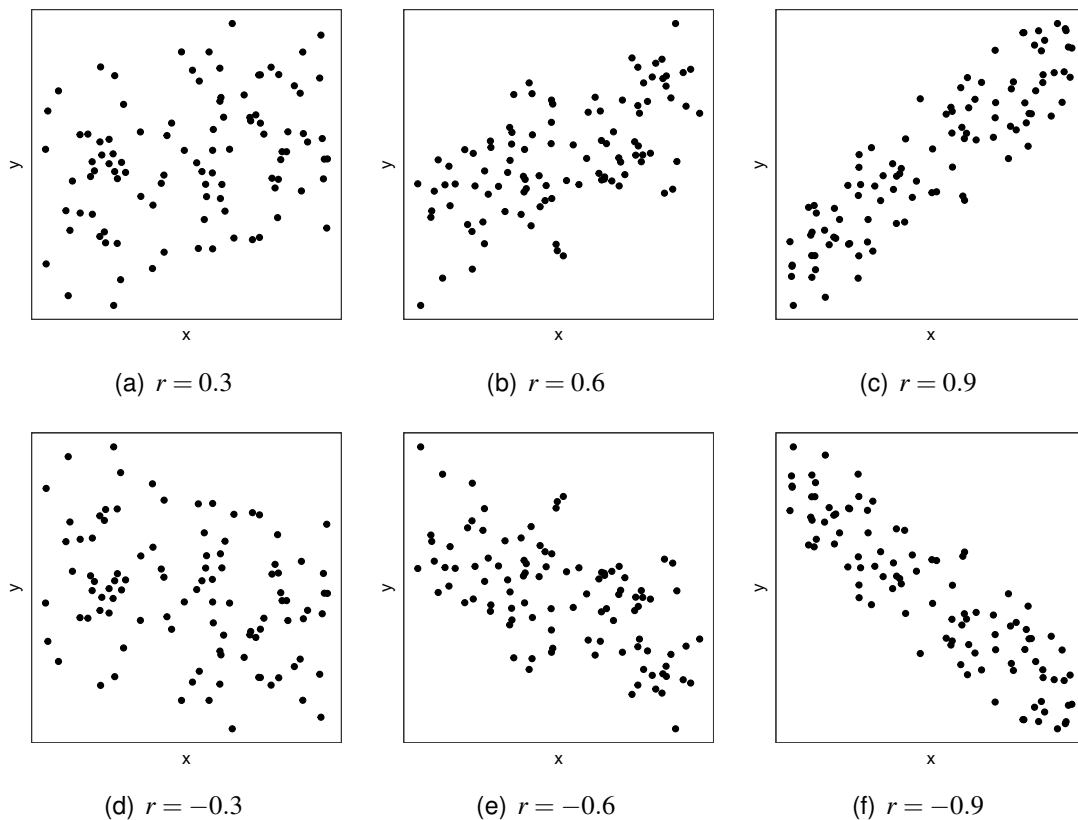 y y y
x x x
(a) r = 0.3 (b) r = 0.6 (c) r = 0.9
y y y
x x x
(d) r = −0.3 (e) r = −0.6 (f) r = −0.9